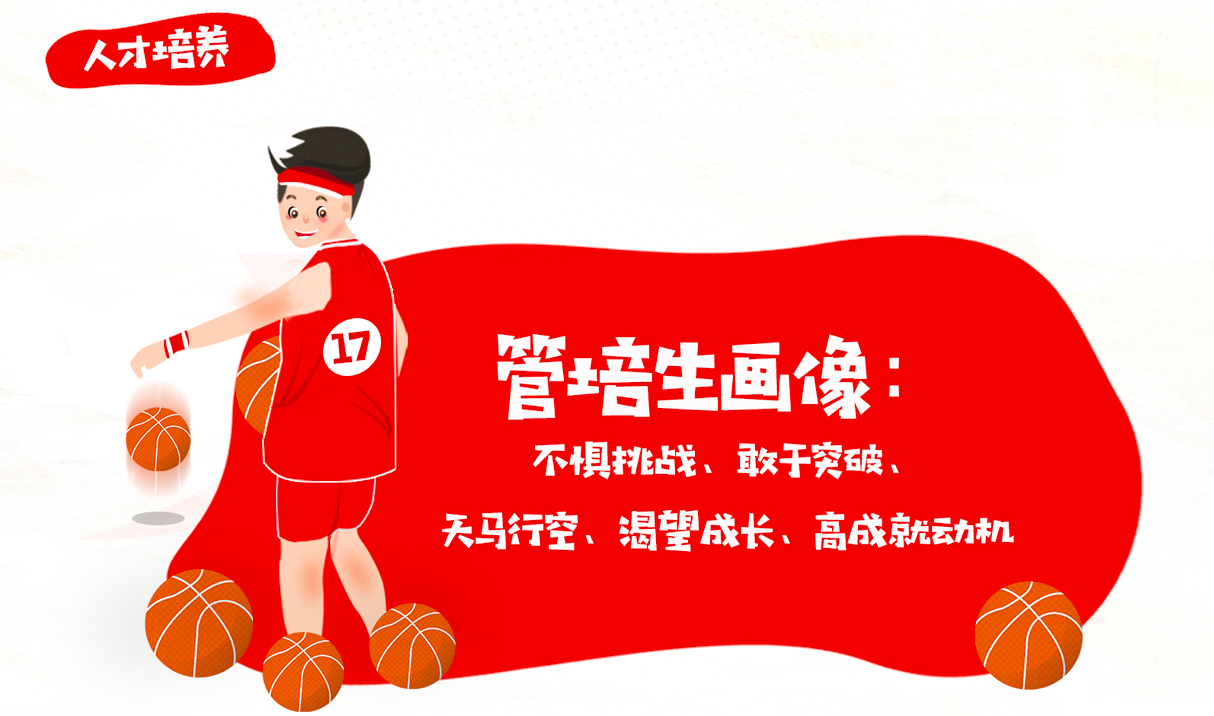 人才培养
17
管培生画像：
不惧挑战、敢于突破、
天马行空、渴望成长、高成就动机